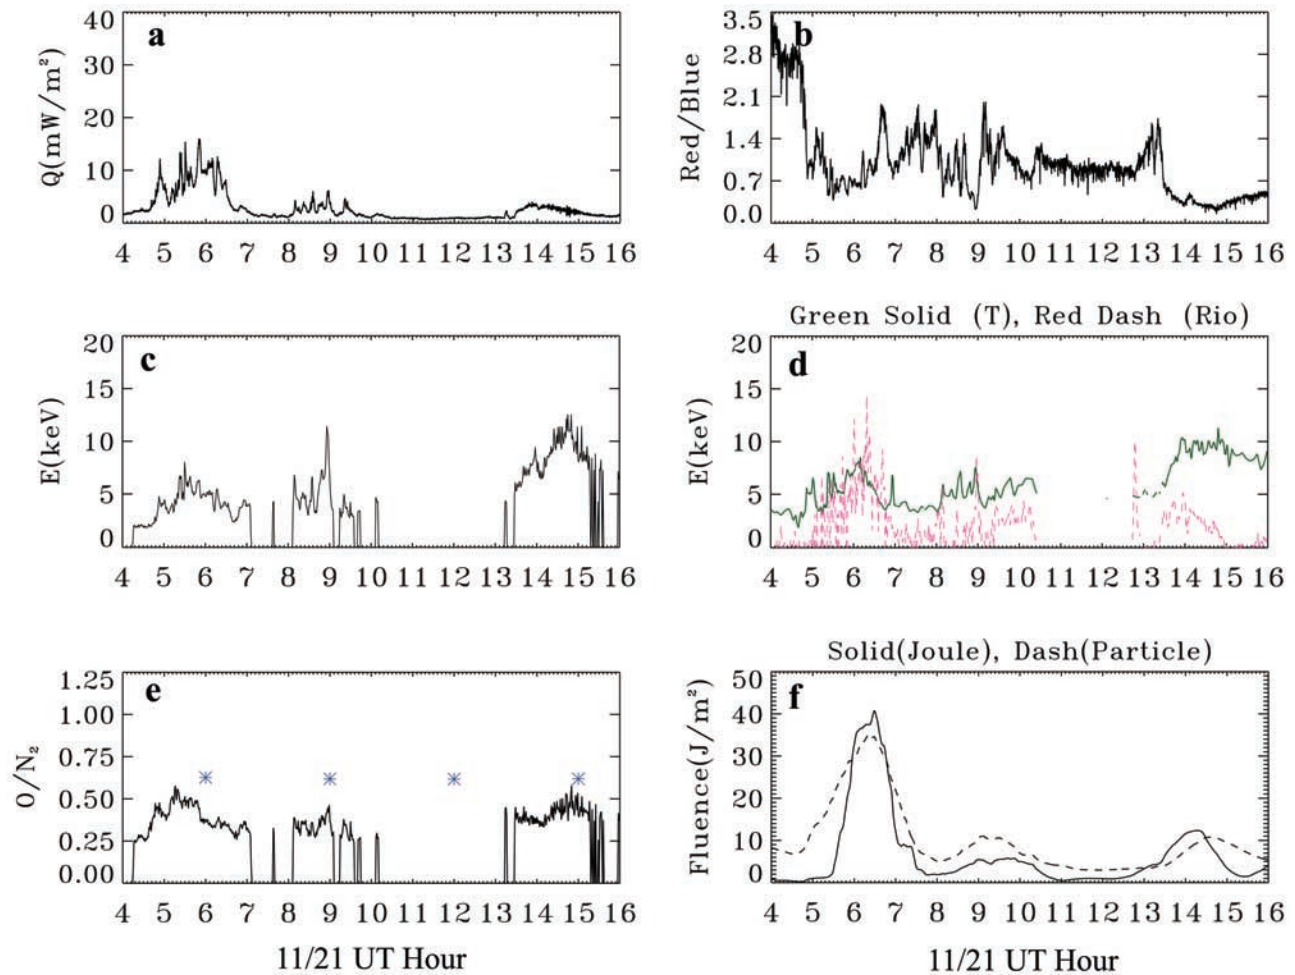 a
Q(mW/m²)
40
30
20
10
0
4 5 6 7 8 9 10 11 12 13 14 15 16
b
Red/Blue
3.5
2.8
2.1
1.4
0.7
0.0
4 5 6 7 8 9 10 11 12 13 14 15 16
c
E(keV)
20
15
10
5
0
4 5 6 7 8 9 10 11 12 13 14 15 16
Green Solid (T), Red Dash (Rio)
d
E(keV)
20
15
10
5
0
4 5 6 7 8 9 10 11 12 13 14 15 16
e
O/N₂
1.25
1.00
0.75
0.50
0.25
0.00
4 5 6 7 8 9 10 11 12 13 14 15 16
11/21 UT Hour
Solid(Joule), Dash(Particle)
f
Fluence(J/m²)
50
40
30
20
10
0
4 5 6 7 8 9 10 11 12 13 14 15 16
11/21 UT Hour